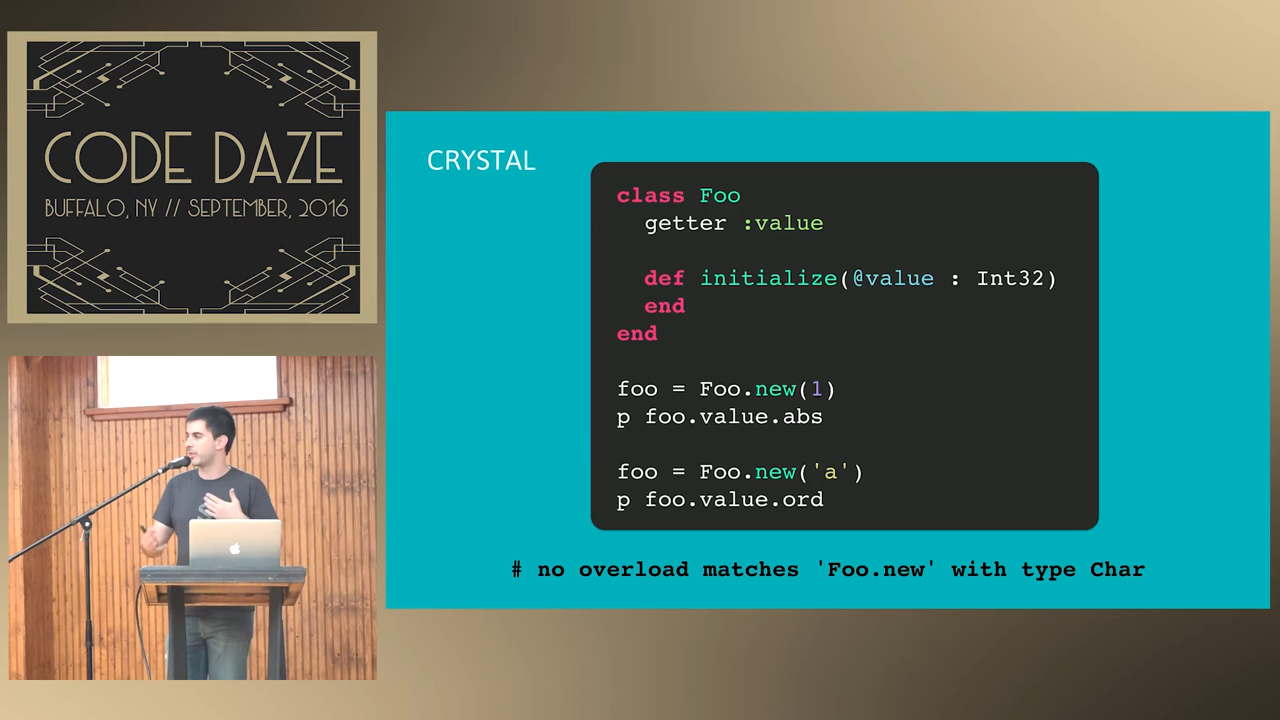 CODE DAZE
BUFFALO, NY // SEPTEMBER, 2016
CRYSTAL
class Foo
  getter :value
  def initialize(@value : Int32)
  end
end
foo = Foo.new(1)
p foo.value.abs
foo = Foo.new('a')
p foo.value.ord
# no overload matches 'Foo.new' with type Char